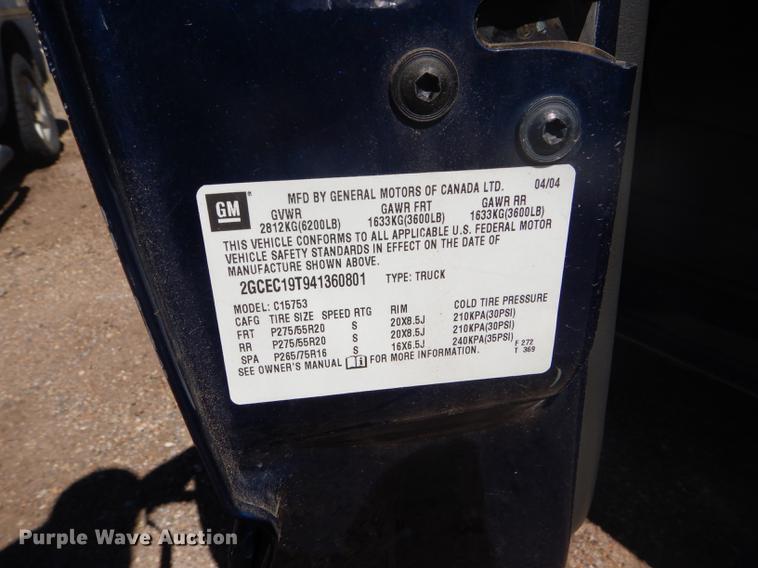 GM
MFD BY GENERAL MOTORS OF CANADA LTD. 04/04
GVWR GAWR FRT GAWR RR
2812KG(6200LB) 1633KG(3600LB) 1633KG(3600LB)
THIS VEHICLE CONFORMS TO ALL APPLICABLE U.S. FEDERAL MOTOR
VEHICLE SAFETY STANDARDS IN EFFECT ON THE DATE OF
MANUFACTURE SHOWN ABOVE.
2GCEC19T941360801 TYPE: TRUCK
MODEL: C15753
CAFG TIRE SIZE SPEED RTG RIM COLD TIRE PRESSURE
FRT P275/55R20 S 20X8.5J 210KPA(30PSI)
RR P275/55R20 S 20X8.5J 210KPA(30PSI)
SPA P265/75R16 S 16X6.5J 240KPA(35PSI) F 272
T 369
SEE OWNER'S MANUAL i FOR MORE INFORMATION.
Purple Wave Auction